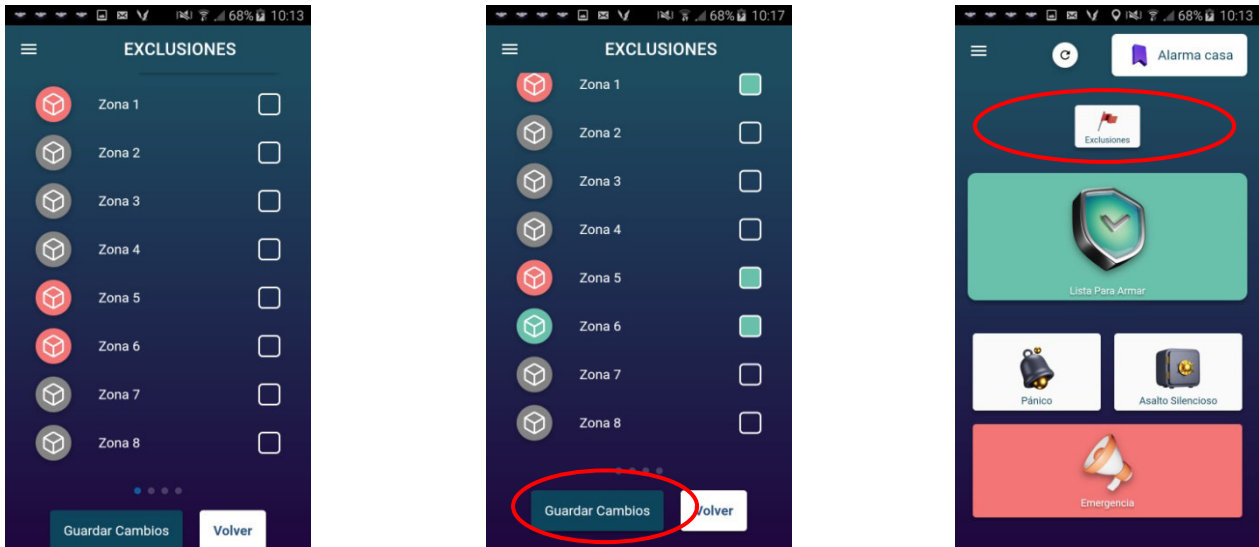 68% 10:13
EXCLUSIONES
Zona 1
Zona 2
Zona 3
Zona 4
Zona 5
Zona 6
Zona 7
Zona 8
Guardar Cambios
Volver
68% 10:17
EXCLUSIONES
Zona 1
Zona 2
Zona 3
Zona 4
Zona 5
Zona 6
Zona 7
Zona 8
Guardar Cambios
Volver
68% 10:13
Alarma casa
Exclusiones
Lista Para Armar
Pánico
Asalto Silencioso
Emergencia